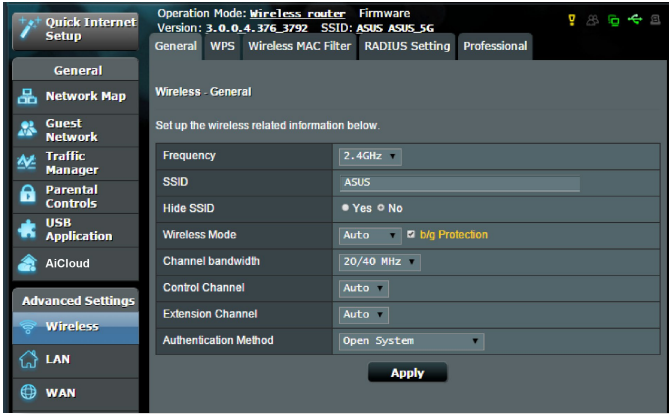 Quick Internet
Setup
General
Network Map
Guest
Network
Traffic
Manager
Parental
Controls
USB
Application
AiCloud
Advanced Settings
Wireless
LAN
WAN
Operation Mode: Wireless router Firmware
Version: 3.0.0.4.376_3792 SSID: ASUS ASUS_5G
General WPS Wireless MAC Filter RADIUS Setting Professional
Wireless - General
Set up the wireless related information below.
Frequency 2.4GHz
SSID ASUS
Hide SSID Yes No
Wireless Mode Auto b/g Protection
Channel bandwidth 20/40 MHz
Control Channel Auto
Extension Channel Auto
Authentication Method Open System
Apply